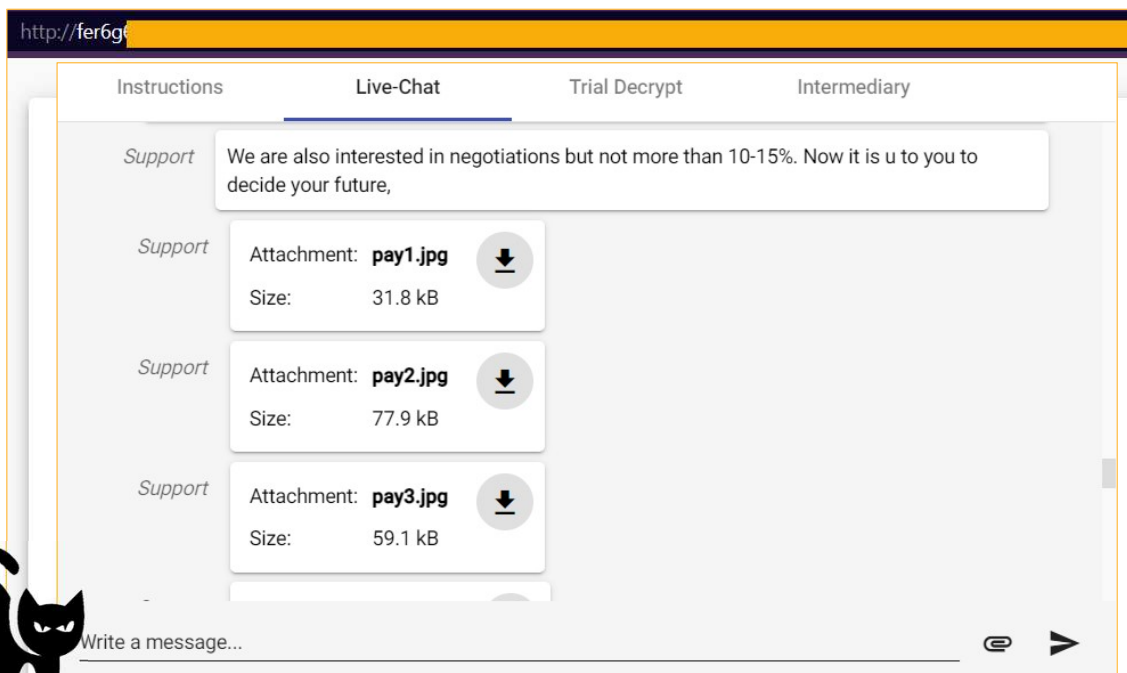 http://fer6g
Instructions Live-Chat Trial Decrypt Intermediary
Support We are also interested in negotiations but not more than 10-15%. Now it is u to you to
decide your future,
Support Attachment: pay1.jpg
Size: 31.8 kB
Support Attachment: pay2.jpg
Size: 77.9 kB
Support Attachment: pay3.jpg
Size: 59.1 kB
Write a message...